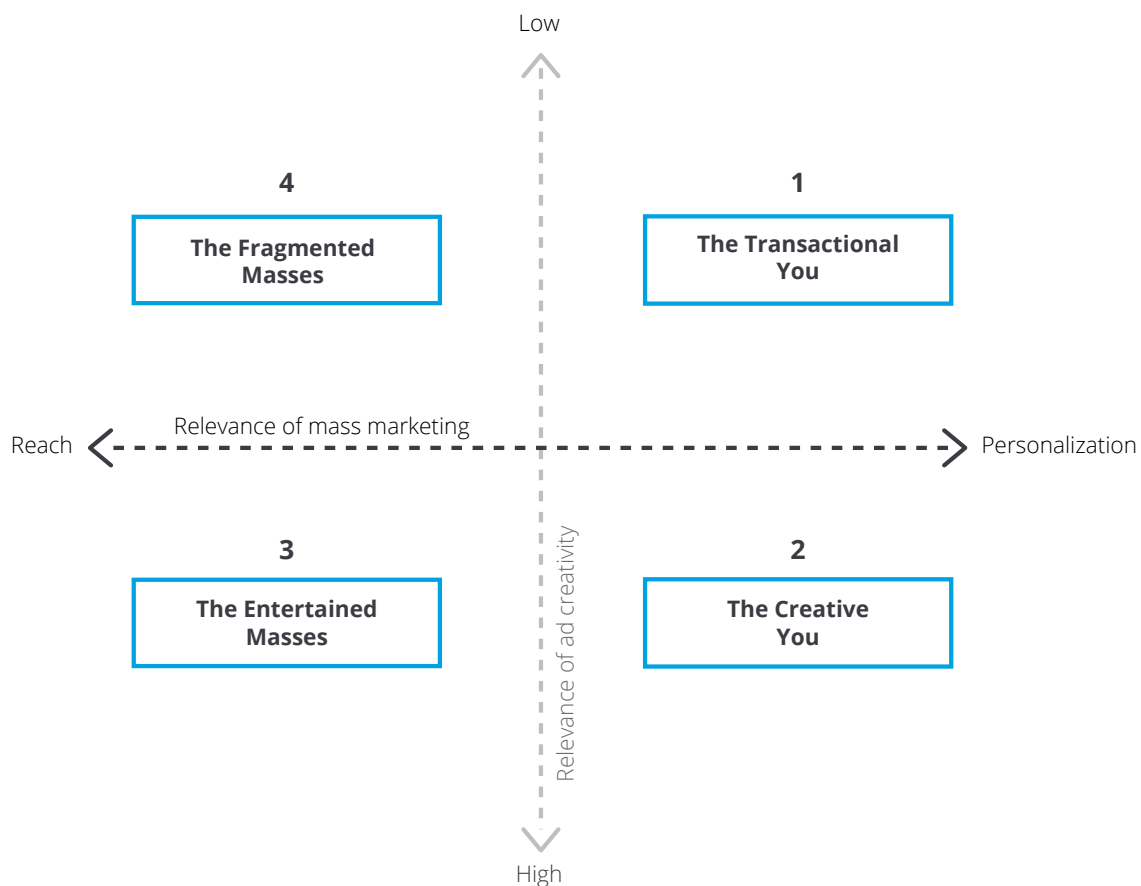 Low
4
The Fragmented
Masses
1
The Transactional
You
Relevance of mass marketing
Reach
Personalization
3
The Entertained
Masses
2
The Creative
You
Relevance of ad creativity
High